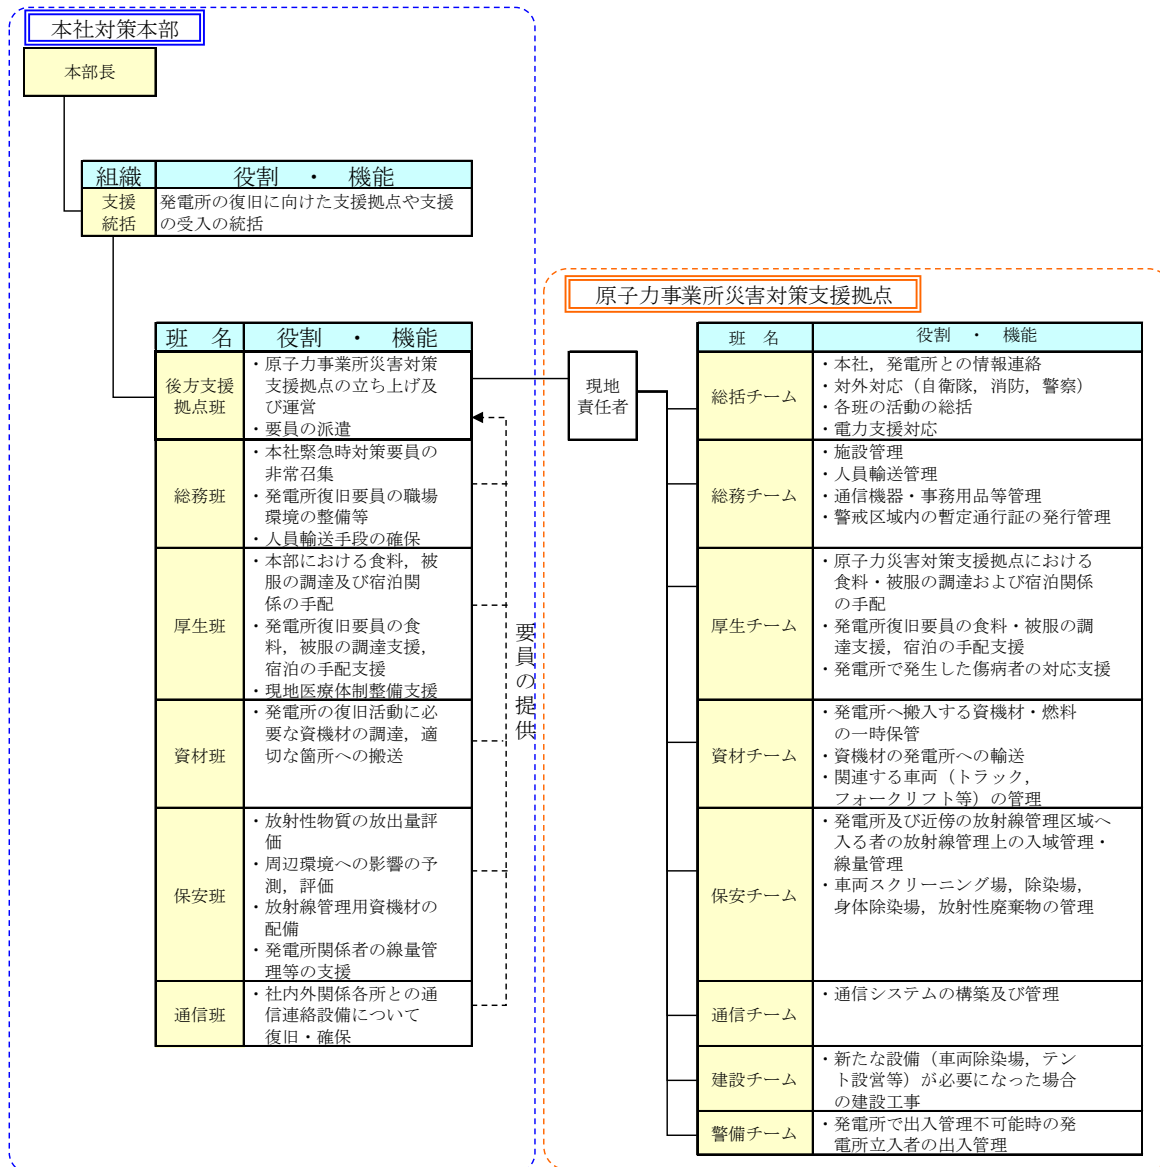 本社対策本部
本部長
組織
役割 ・ 機能
支援
統括
発電所の復旧に向けた支援拠点や支援
の受入の統括
班 名
役割 ・ 機能
後方支援
拠点班
・原子力事業所災害対策
支援拠点の立ち上げ及
び運営
・要員の派遣
総務班
・本社緊急時対策要員の
非常召集
・発電所復旧要員の職場
環境の整備等
・人員輸送手段の確保
厚生班
・本部における食料，被
服の調達及び宿泊関
係の手配
・発電所復旧要員の食
料，被服の調達支援，
宿泊の手配支援
・現地医療体制整備支援
資材班
・発電所の復旧活動に必
要な資機材の調達，適
切な箇所への搬送
保安班
・放射性物質の放出量評
価
・周辺環境への影響の予
測，評価
・放射線管理用資機材の
配備
・発電所関係者の線量管
理等の支援
通信班
・社内外関係各所との通
信連絡設備について
復旧・確保
要員の提供
原子力事業所災害対策支援拠点
現地
責任者
班 名
役割 ・ 機能
総括チーム
・本社，発電所との情報連絡
・対外対応（自衛隊，消防，警察）
・各班の活動の総括
・電力支援対応
総務チーム
・施設管理
・人員輸送管理
・通信機器・事務用品等管理
・警戒区域内の暫定通行証の発行管理
厚生チーム
・原子力災害対策支援拠点における
食料・被服の調達および宿泊関係
の手配
・発電所復旧要員の食料・被服の調
達支援，宿泊の手配支援
・発電所で発生した傷病者の対応支援
資材チーム
・発電所へ搬入する資機材・燃料
の一時保管
・資機材の発電所への輸送
・関連する車両（トラック，
フォークリフト等）の管理
保安チーム
・発電所及び近傍の放射線管理区域へ
入る者の放射線管理上の入域管理・
線量管理
・車両スクリーニング場，除染場，
身体除染場，放射性廃棄物の管理
通信チーム
・通信システムの構築及び管理
建設チーム
・新たな設備（車両除染場，テン
ト設営等）が必要になった場合
の建設工事
警備チーム
・発電所で出入管理不可能時の発
電所立入者の出入管理